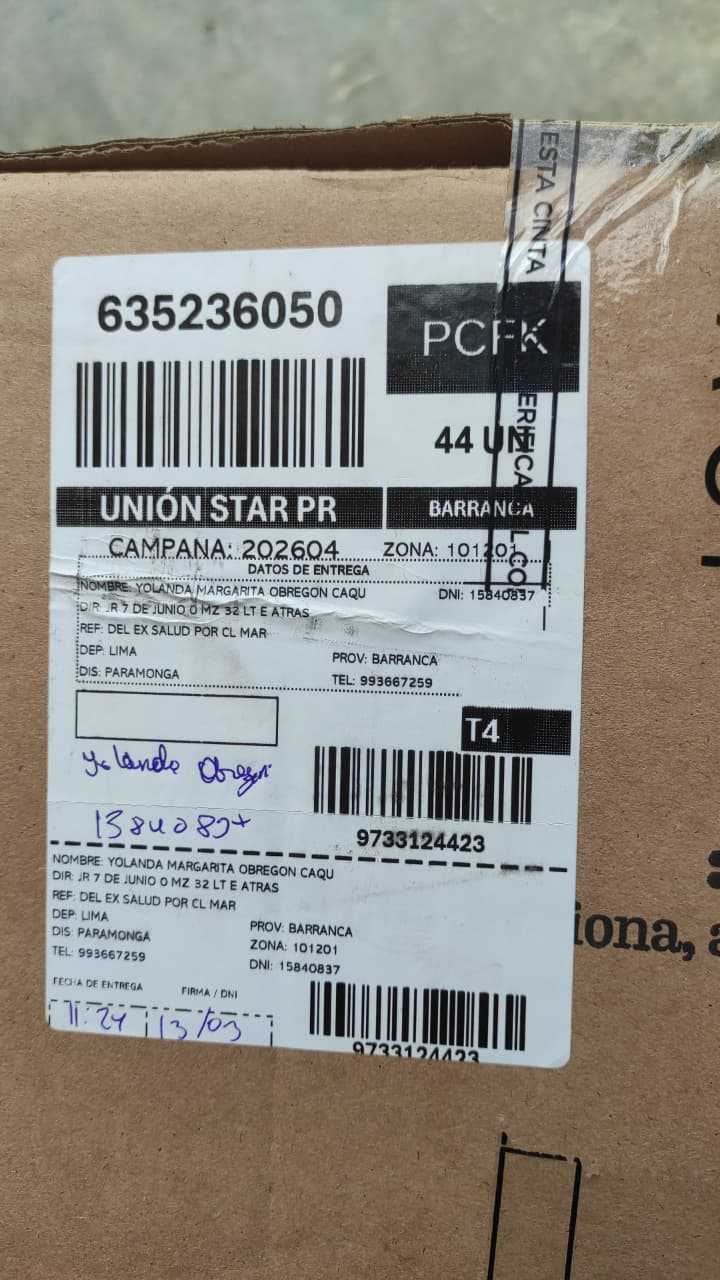 ESTA CINTA
635236050
PCFK
44 UN
ERIFICA
L CO
UNIÓN STAR PR
BARRANCA
CAMPANA: 202604
ZONA: 101201
DATOS DE ENTREGA
NOMBRE: YOLANDA MARGARITA OBREGON CAQU
DNI: 15840837
DIR: JR 7 DE JUNIO 0 MZ 32 LT E ATRAS
REF: DEL EX SALUD POR CL MAR
DEP: LIMA
PROV: BARRANCA
DIS: PARAMONGA
TEL: 993667259
T4
Yolanda Obregon
9733124423
NOMBRE: YOLANDA MARGARITA OBREGON CAQU
DIR: JR 7 DE JUNIO 0 MZ 32 LT E ATRAS
REF: DEL EX SALUD POR CL MAR
DEP: LIMA
PROV: BARRANCA
DIS: PARAMONGA
ZONA: 101201
TEL: 993667259
DNI: 15840837
FECHA DE ENTREGA
FIRMA / DNI
11:24 13/03
9733124423
iona, a